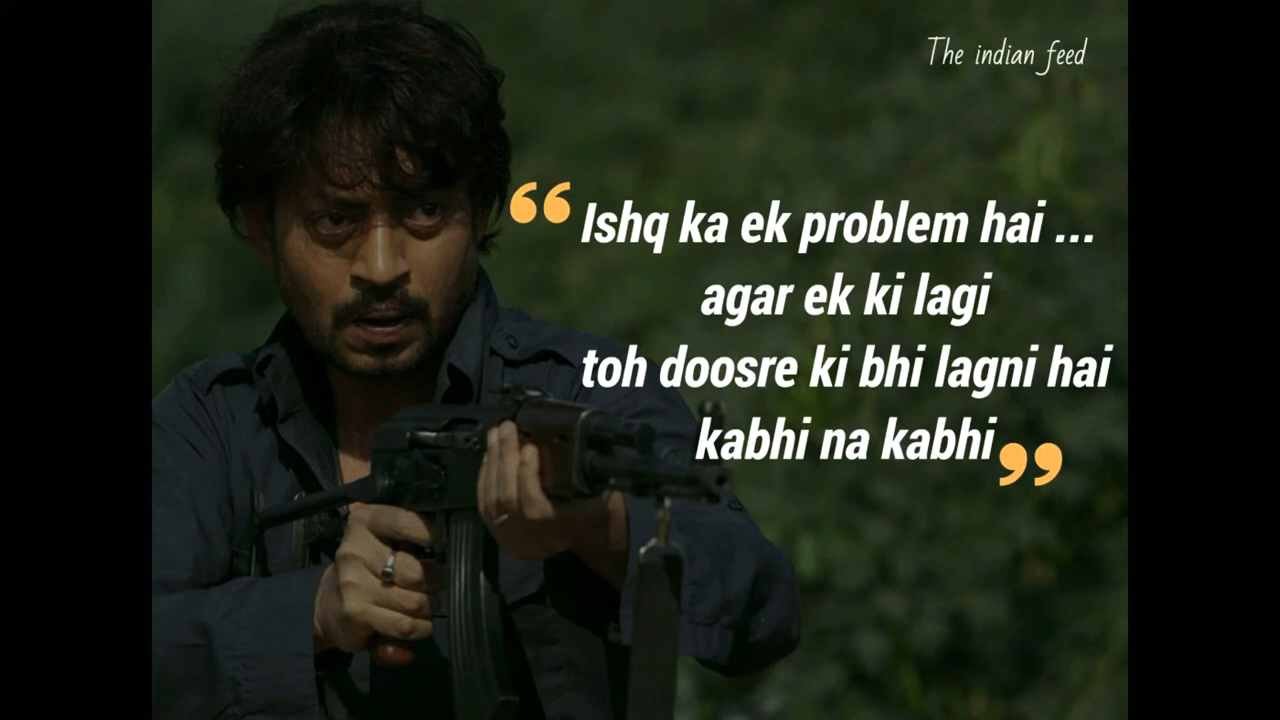 The indian feed
“Ishq ka ek problem hai ...
agar ek ki lagi
toh doosre ki bhi lagni hai
kabhi na kabhi”